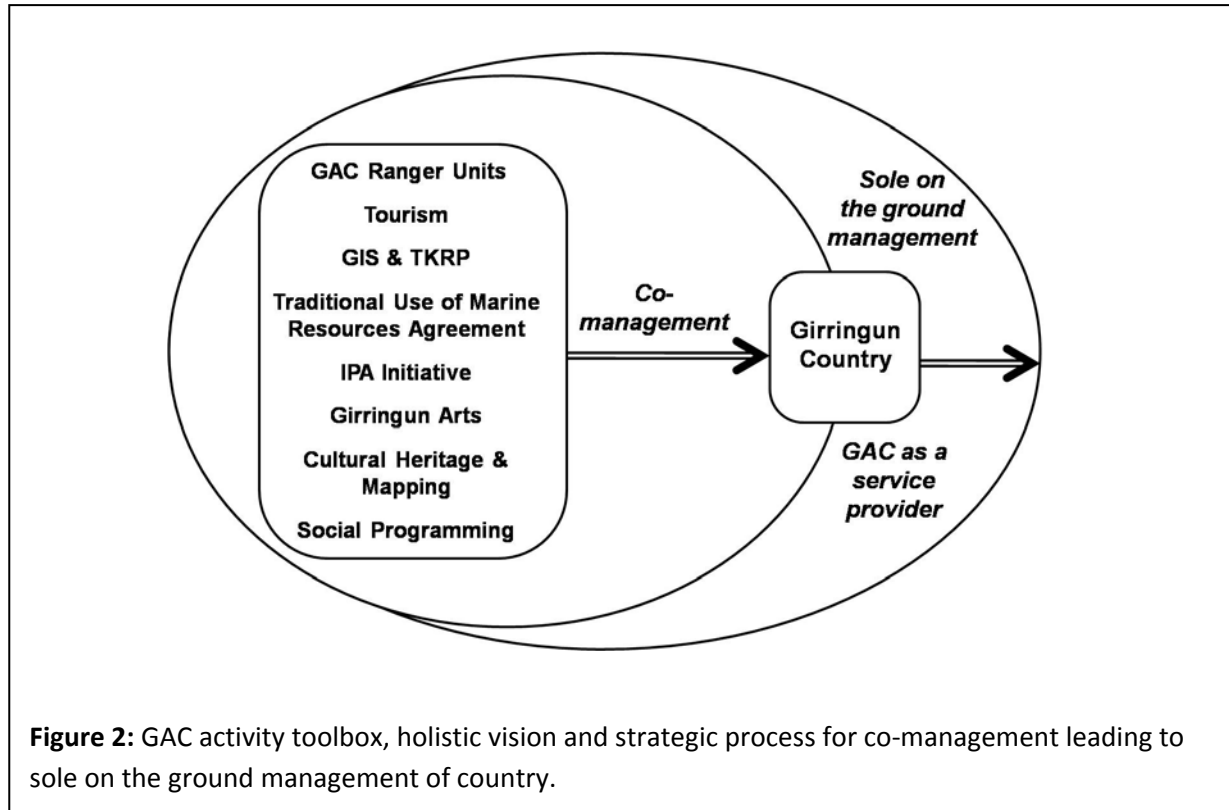 GAC Ranger Units
Tourism
GIS & TKRP
Traditional Use of Marine
Resources Agreement
IPA Initiative
Girringun Arts
Cultural Heritage &
Mapping
Social Programming
Co-
management
Girringun
Country
Sole on
the ground
management
GAC as a
service
provider
Figure 2: GAC activity toolbox, holistic vision and strategic process for co-management leading to
sole on the ground management of country.